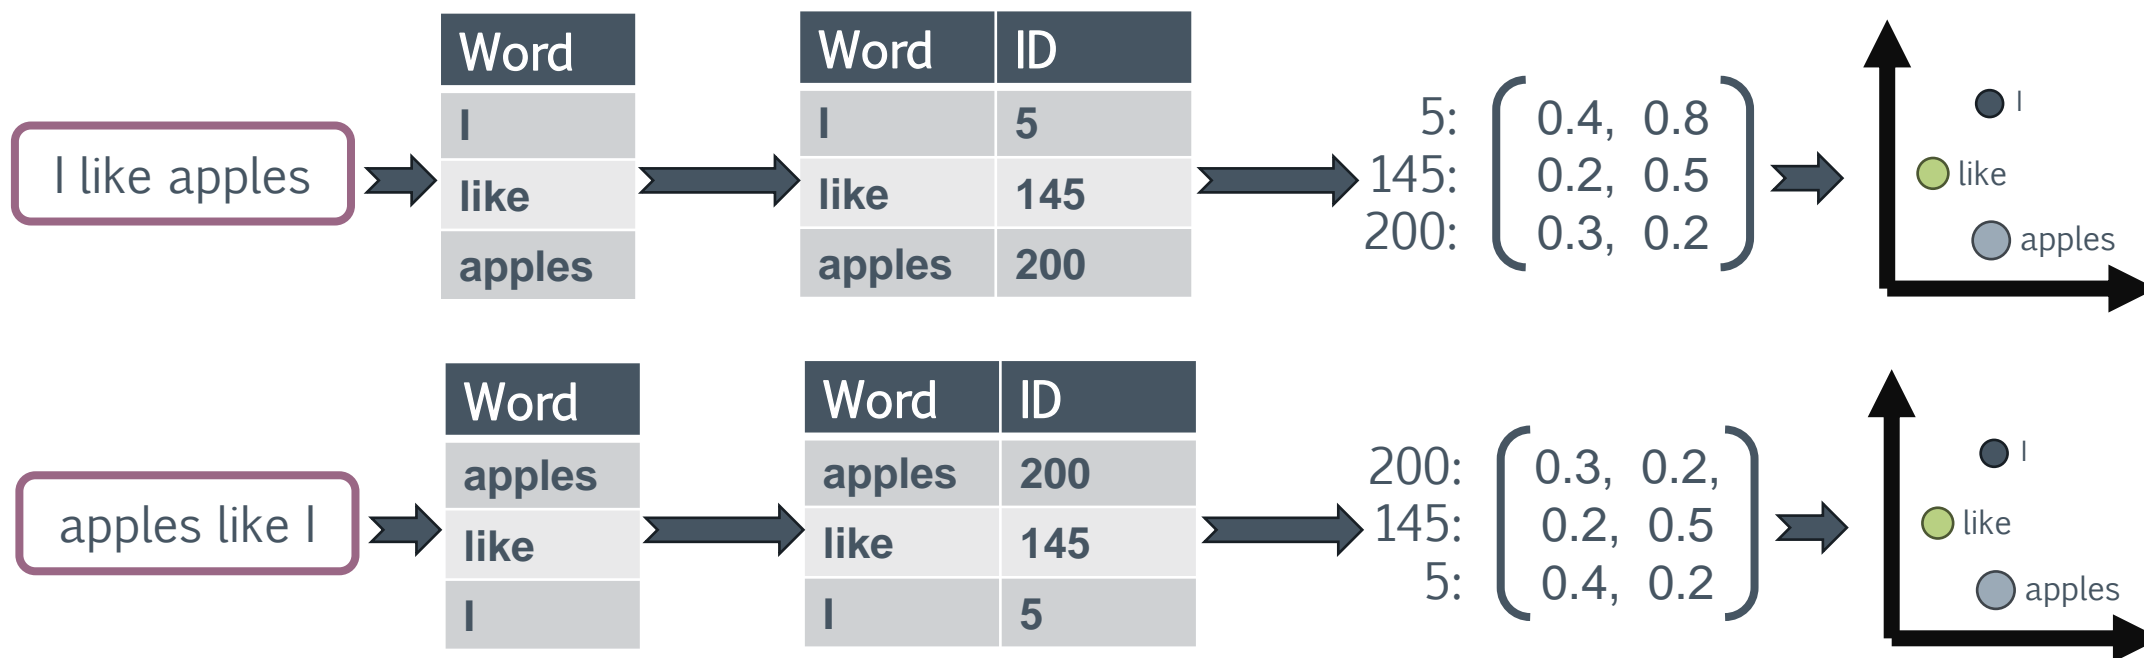 I like apples
Word
I
like
apples
Word ID
I 5
like 145
apples 200
5: 0.4, 0.8
145: 0.2, 0.5
200: 0.3, 0.2
I
like
apples
apples like I
Word
apples
like
I
Word ID
apples 200
like 145
I 5
200: 0.3, 0.2,
145: 0.2, 0.5
5: 0.4, 0.2
I
like
apples